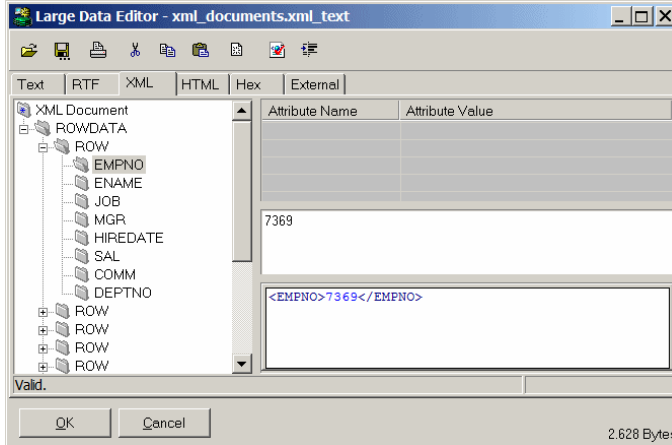 Large Data Editor - xml_documents.xml_text
Text RTF XML HTML Hex External
XML Document
ROWDATA
ROW
EMPNO
ENAME
JOB
MGR
HIREDATE
SAL
COMM
DEPTNO
ROW
ROW
ROW
ROW
Attribute Name Attribute Value
7369
<EMPNO>7369</EMPNO>
Valid.
OK Cancel
2.628 Bytes